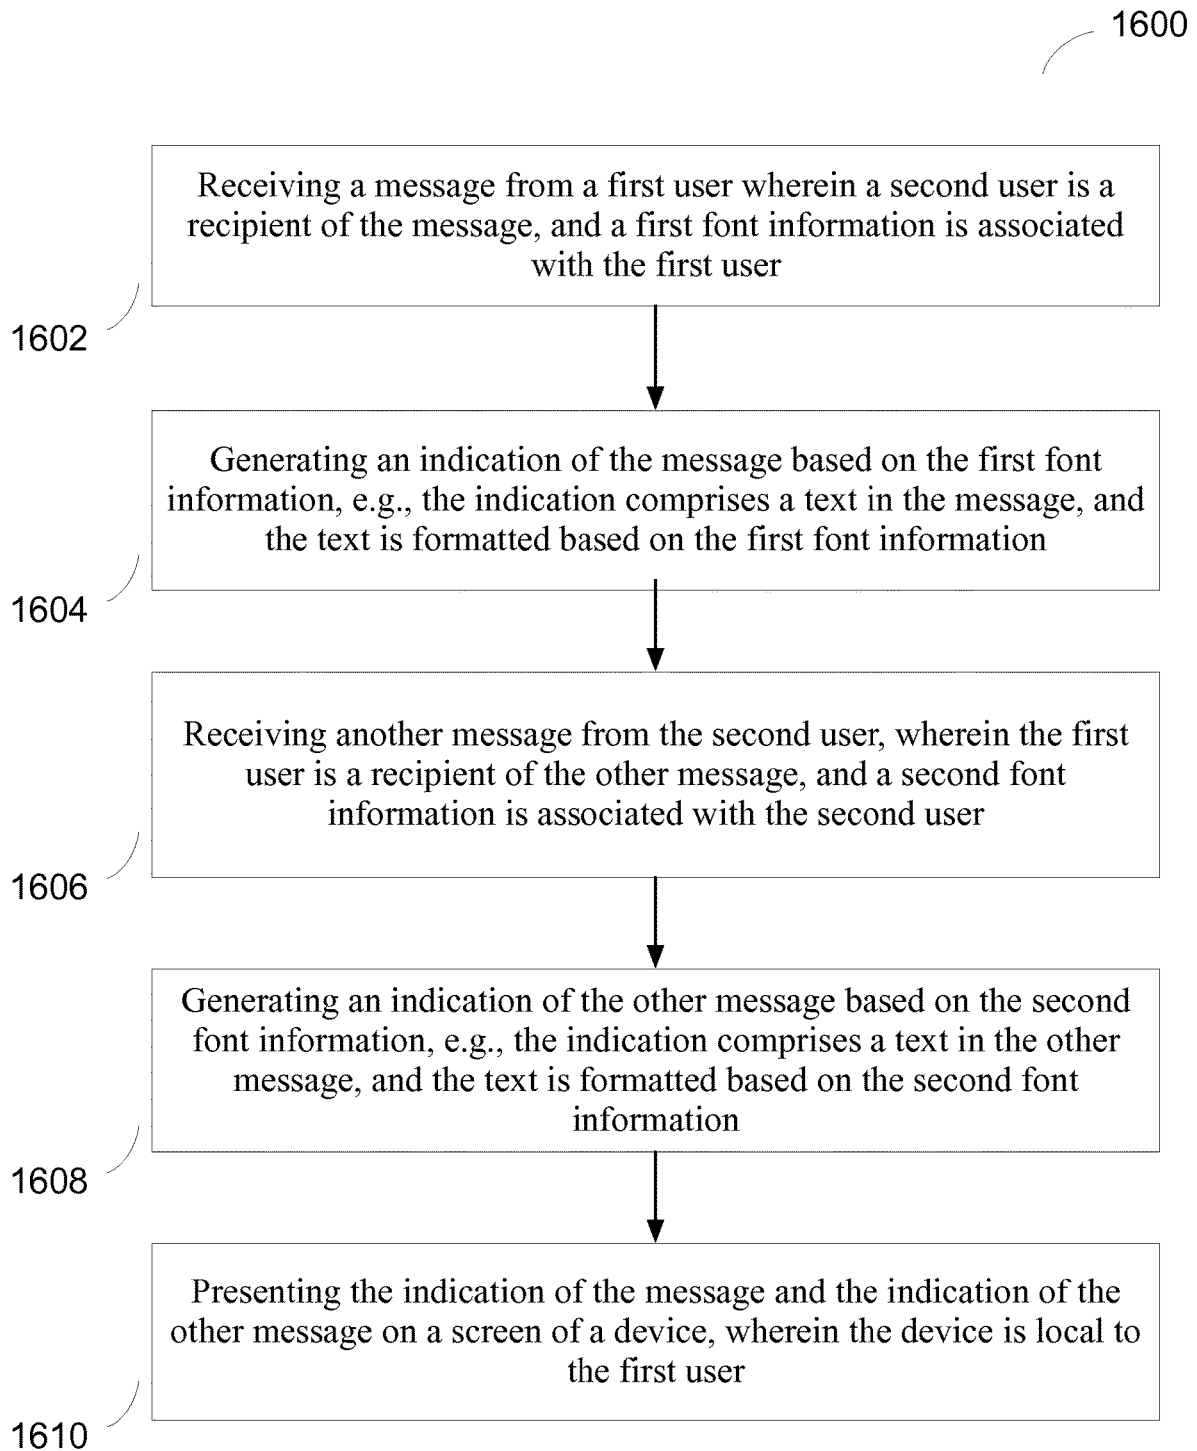 1600
Receiving a message from a first user wherein a second user is a
recipient of the message, and a first font information is associated
with the first user
1602
Generating an indication of the message based on the first font
information, e.g., the indication comprises a text in the message, and
the text is formatted based on the first font information
1604
Receiving another message from the second user, wherein the first
user is a recipient of the other message, and a second font
information is associated with the second user
1606
Generating an indication of the other message based on the second
font information, e.g., the indication comprises a text in the other
message, and the text is formatted based on the second font
information
1608
Presenting the indication of the message and the indication of the
other message on a screen of a device, wherein the device is local to
the first user
1610